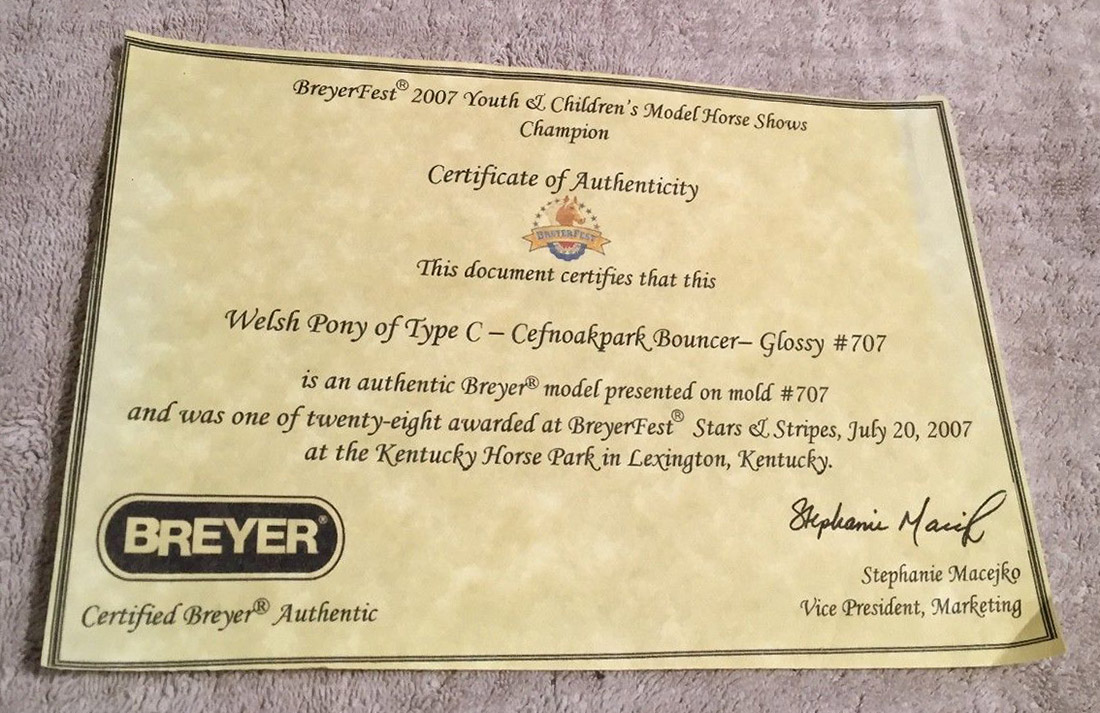 BreyerFest® 2007 Youth & Children's Model Horse Shows
Champion
Certificate of Authenticity
BREYERFEST
This document certifies that this
Welsh Pony of Type C – Cefnoakpark Bouncer– Glossy #707
is an authentic Breyer® model presented on mold #707
and was one of twenty-eight awarded at BreyerFest® Stars & Stripes, July 20, 2007
at the Kentucky Horse Park in Lexington, Kentucky.
BREYER®
Certified Breyer® Authentic
Stephanie Macejko
Stephanie Macejko
Vice President, Marketing